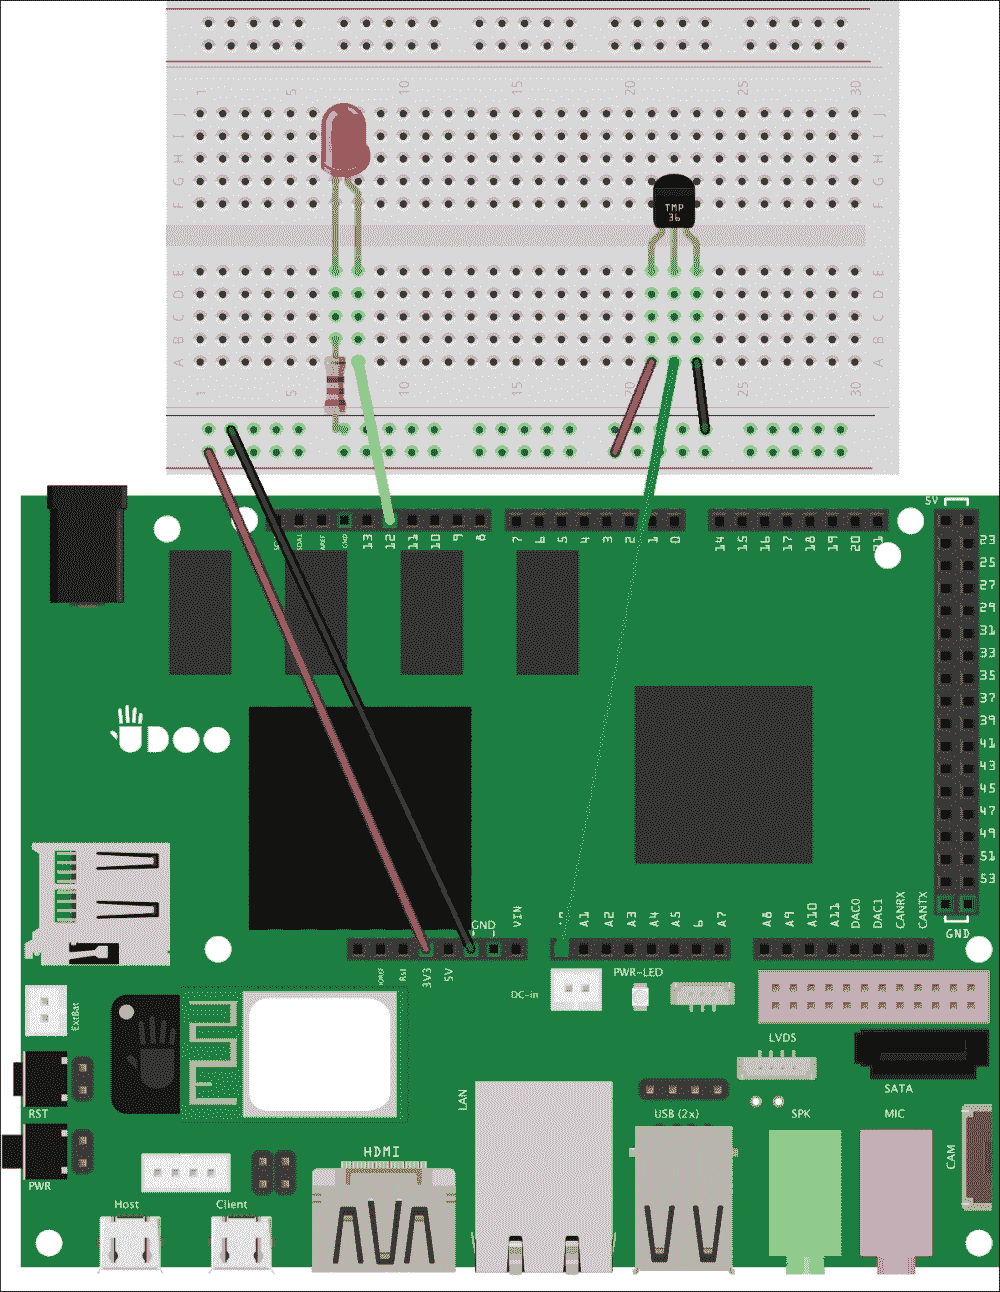 1 5 10 15 20 25 30
J J
I I
H H
G G
F F
TMP
36
E E
D D
C C
B B
A A
1 5 10 15 20 25 30
5V
SDA1 AREF GND 13 12 11 10 9 8 7 6 5 4 3 2 1 0 14 15 16 17 18 19 20 21
23
25
27
29
31
33
35
37
39
41
43
45
47
49
51
53
GND VIN A1 A2 A3 A4 A5 6 A7 A8 A9 A10 A11 DAC0 DAC1 CANRX CANTX
GND
IOREF Rst 3V3 5V
PWR-LED
DC-in
ExtBat
LVDS
SATA
RST
LAN
USB (2x)
SPK
MIC
CAM
HDMI
PWR
Host
Client